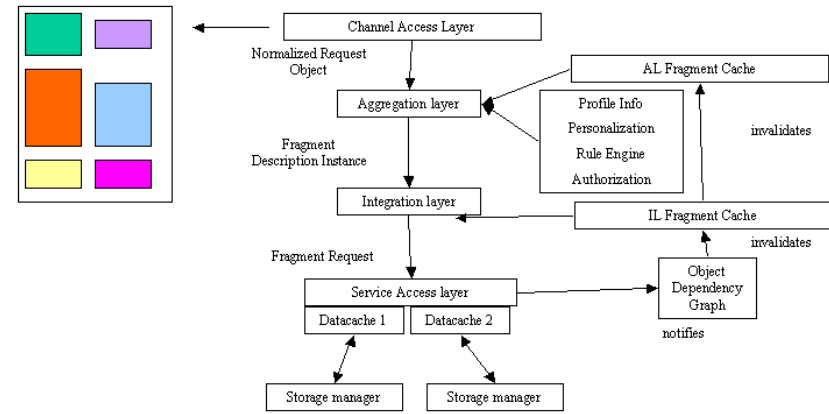 Channel Access Layer
Normalized Request
Object
AL Fragment Cache
Aggregation layer
Profile Info
Personalization
Rule Engine
Authorization
invalidates
Fragment
Description Instance
Integration layer
IL Fragment Cache
invalidates
Fragment Request
Object
Dependency
Graph
Service Access layer
Datacache 1
Datacache 2
notifies
Storage manager
Storage manager